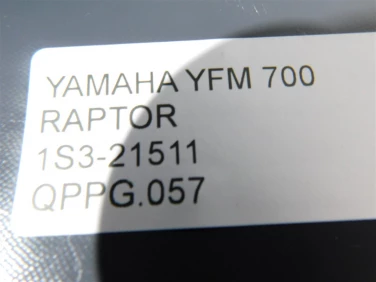 YAMAHA YFM 700
RAPTOR
1S3-21511
QPPG.057